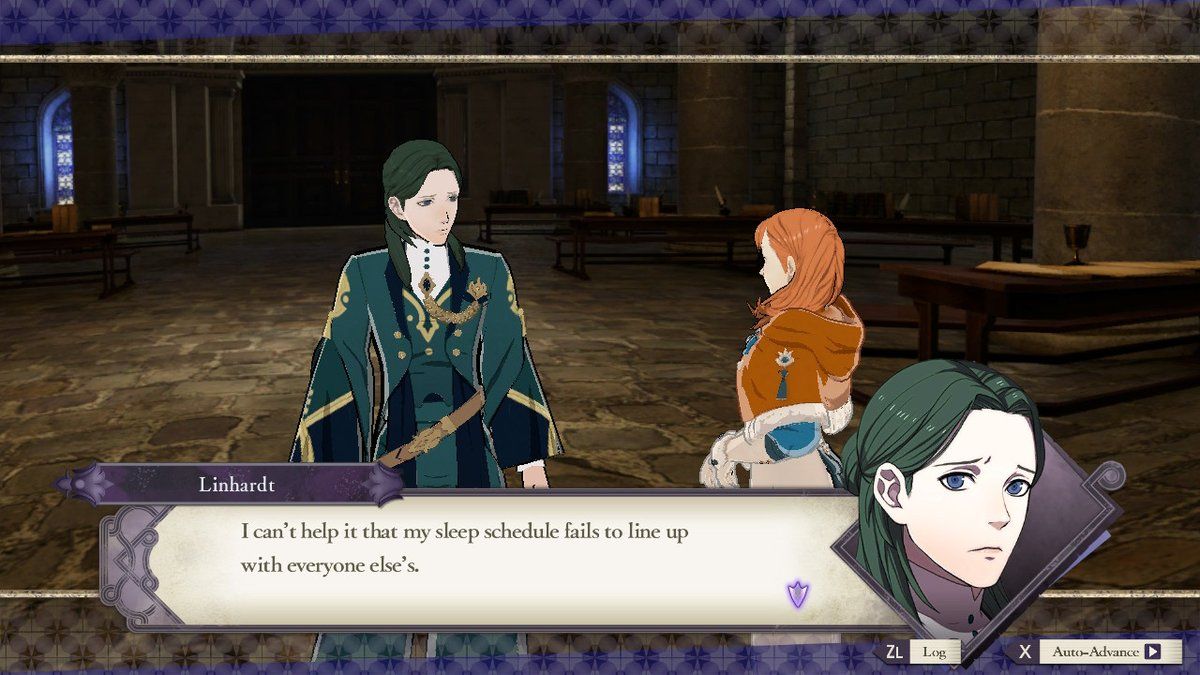 Linhardt
I can’t help it that my sleep schedule fails to line up
with everyone else’s.
ZL Log X Auto-Advance